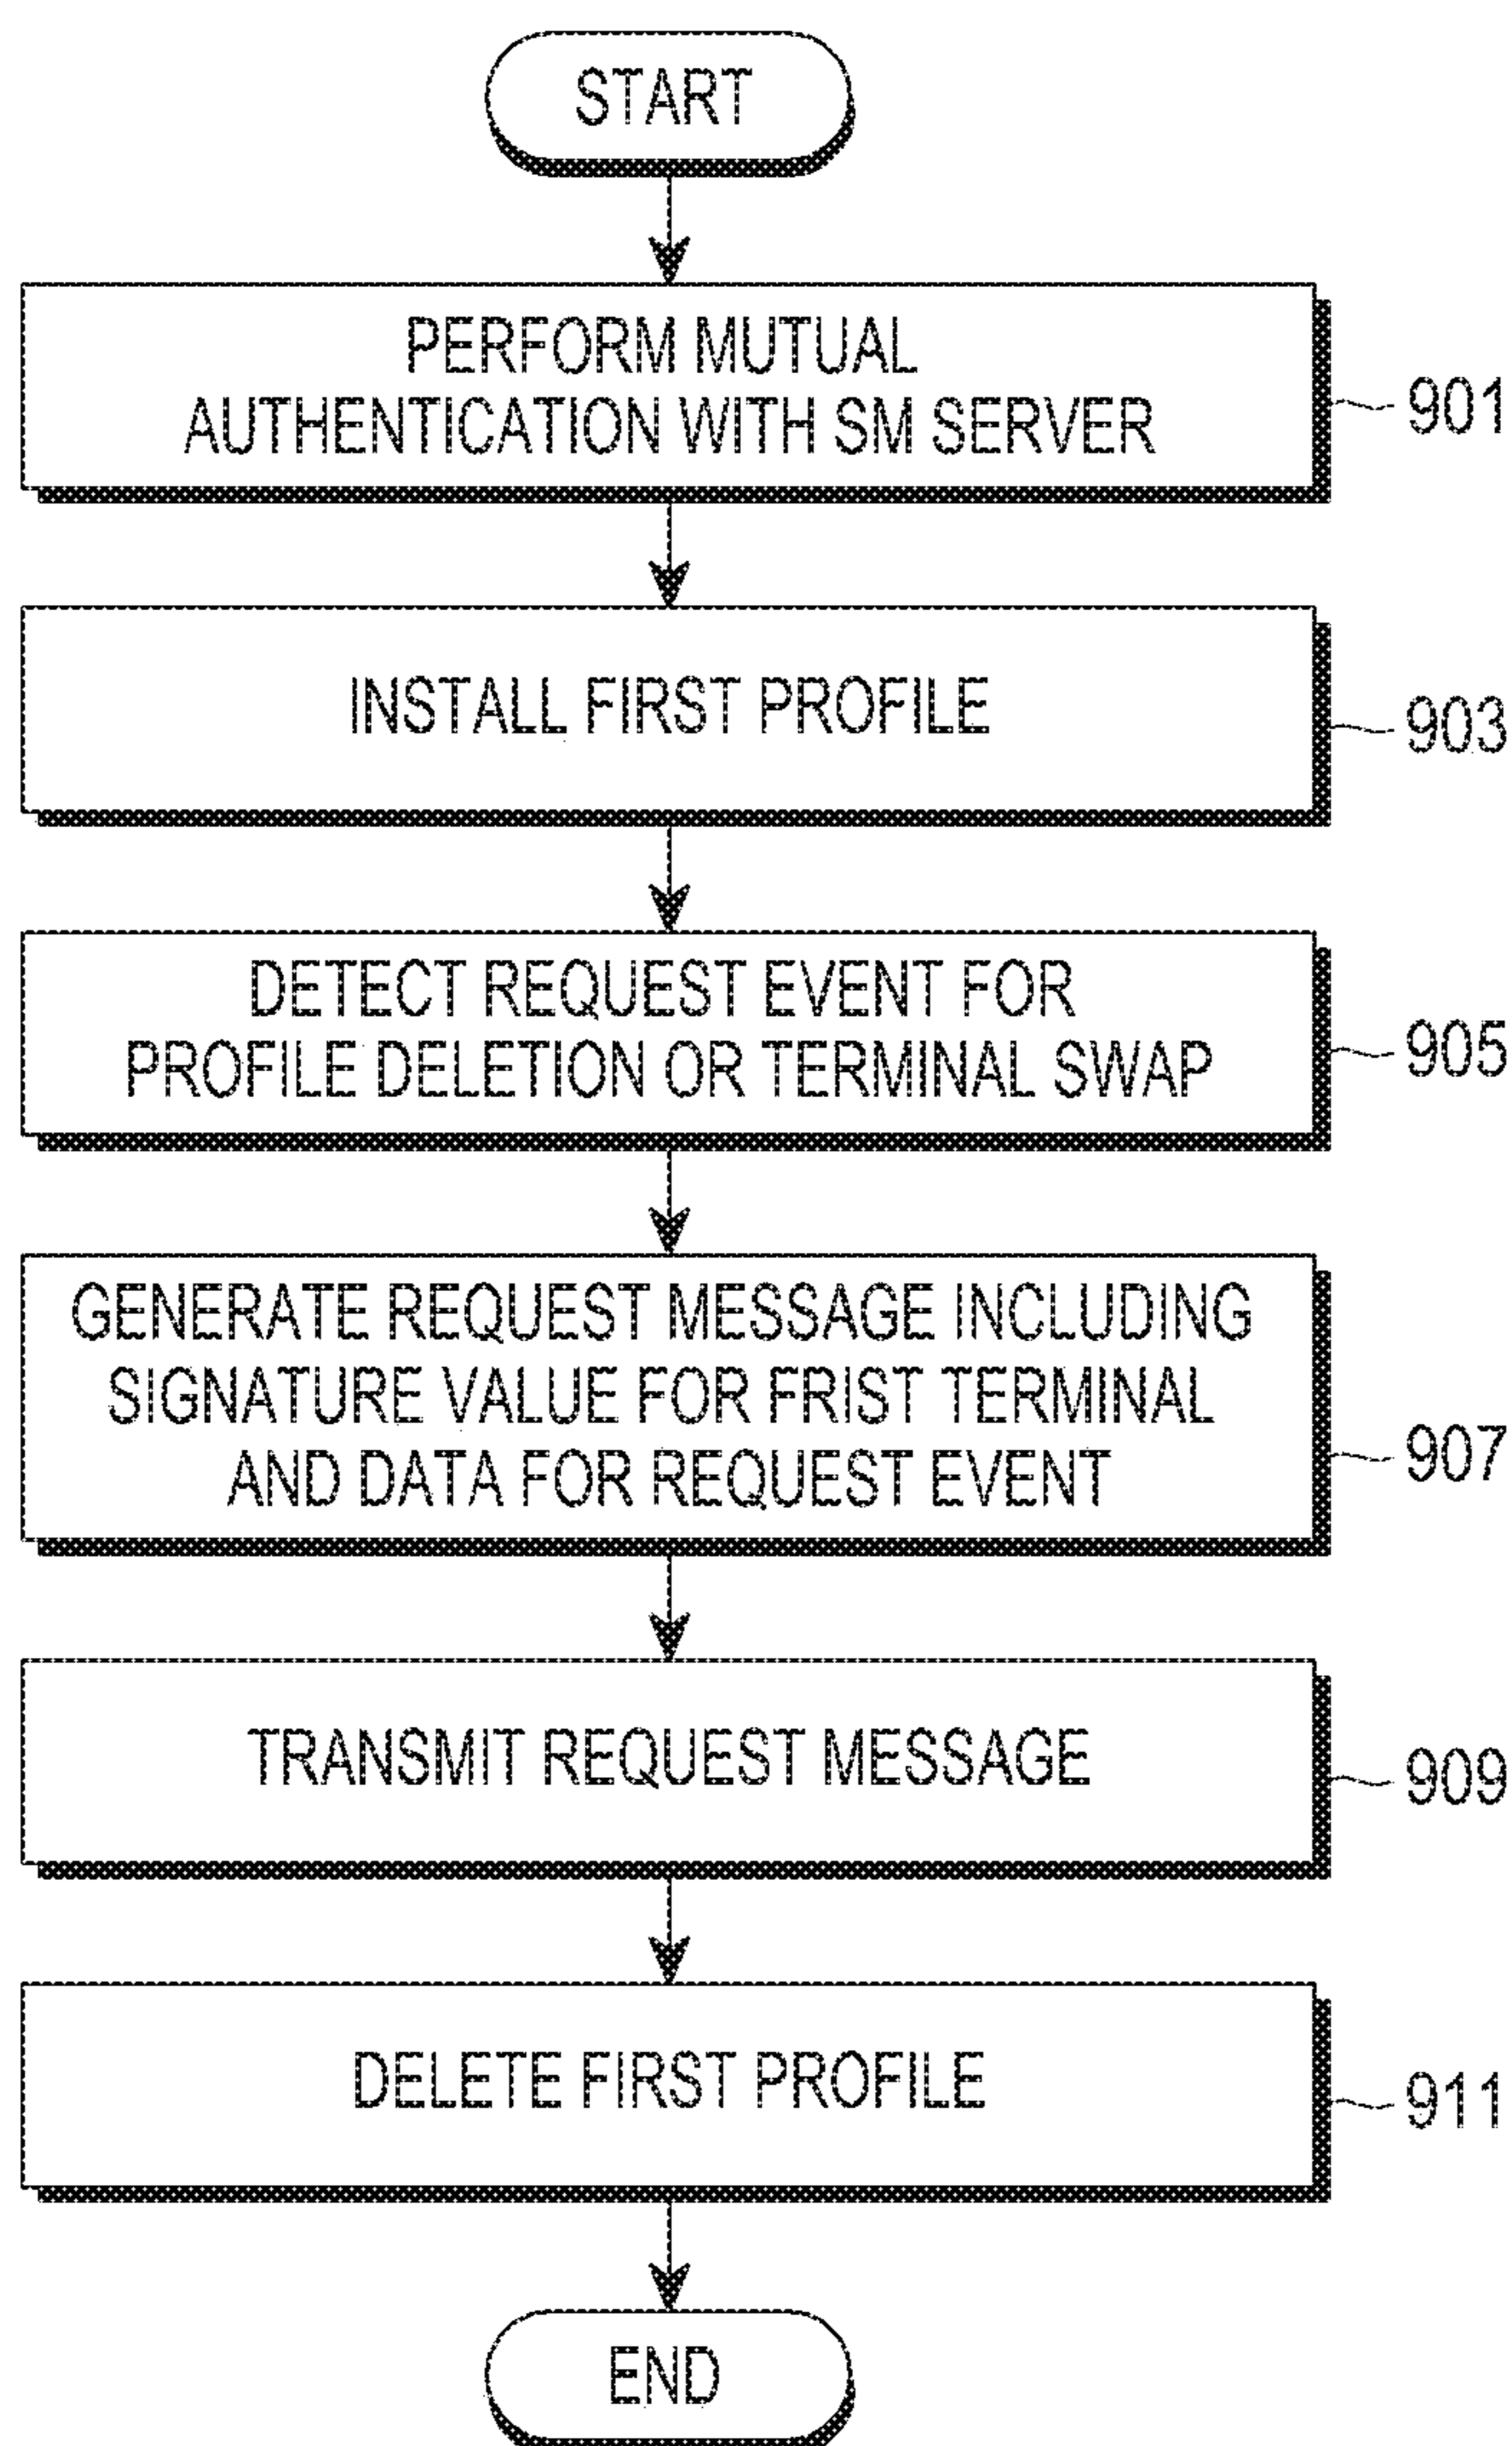 START
PERFORM MUTUAL
AUTHENTICATION WITH SM SERVER
901
INSTALL FIRST PROFILE
903
DETECT REQUEST EVENT FOR
PROFILE DELETION OR TERMINAL SWAP
905
GENERATE REQUEST MESSAGE INCLUDING
SIGNATURE VALUE FOR FRIST TERMINAL
AND DATA FOR REQUEST EVENT
907
TRANSMIT REQUEST MESSAGE
909
DELETE FIRST PROFILE
911
END